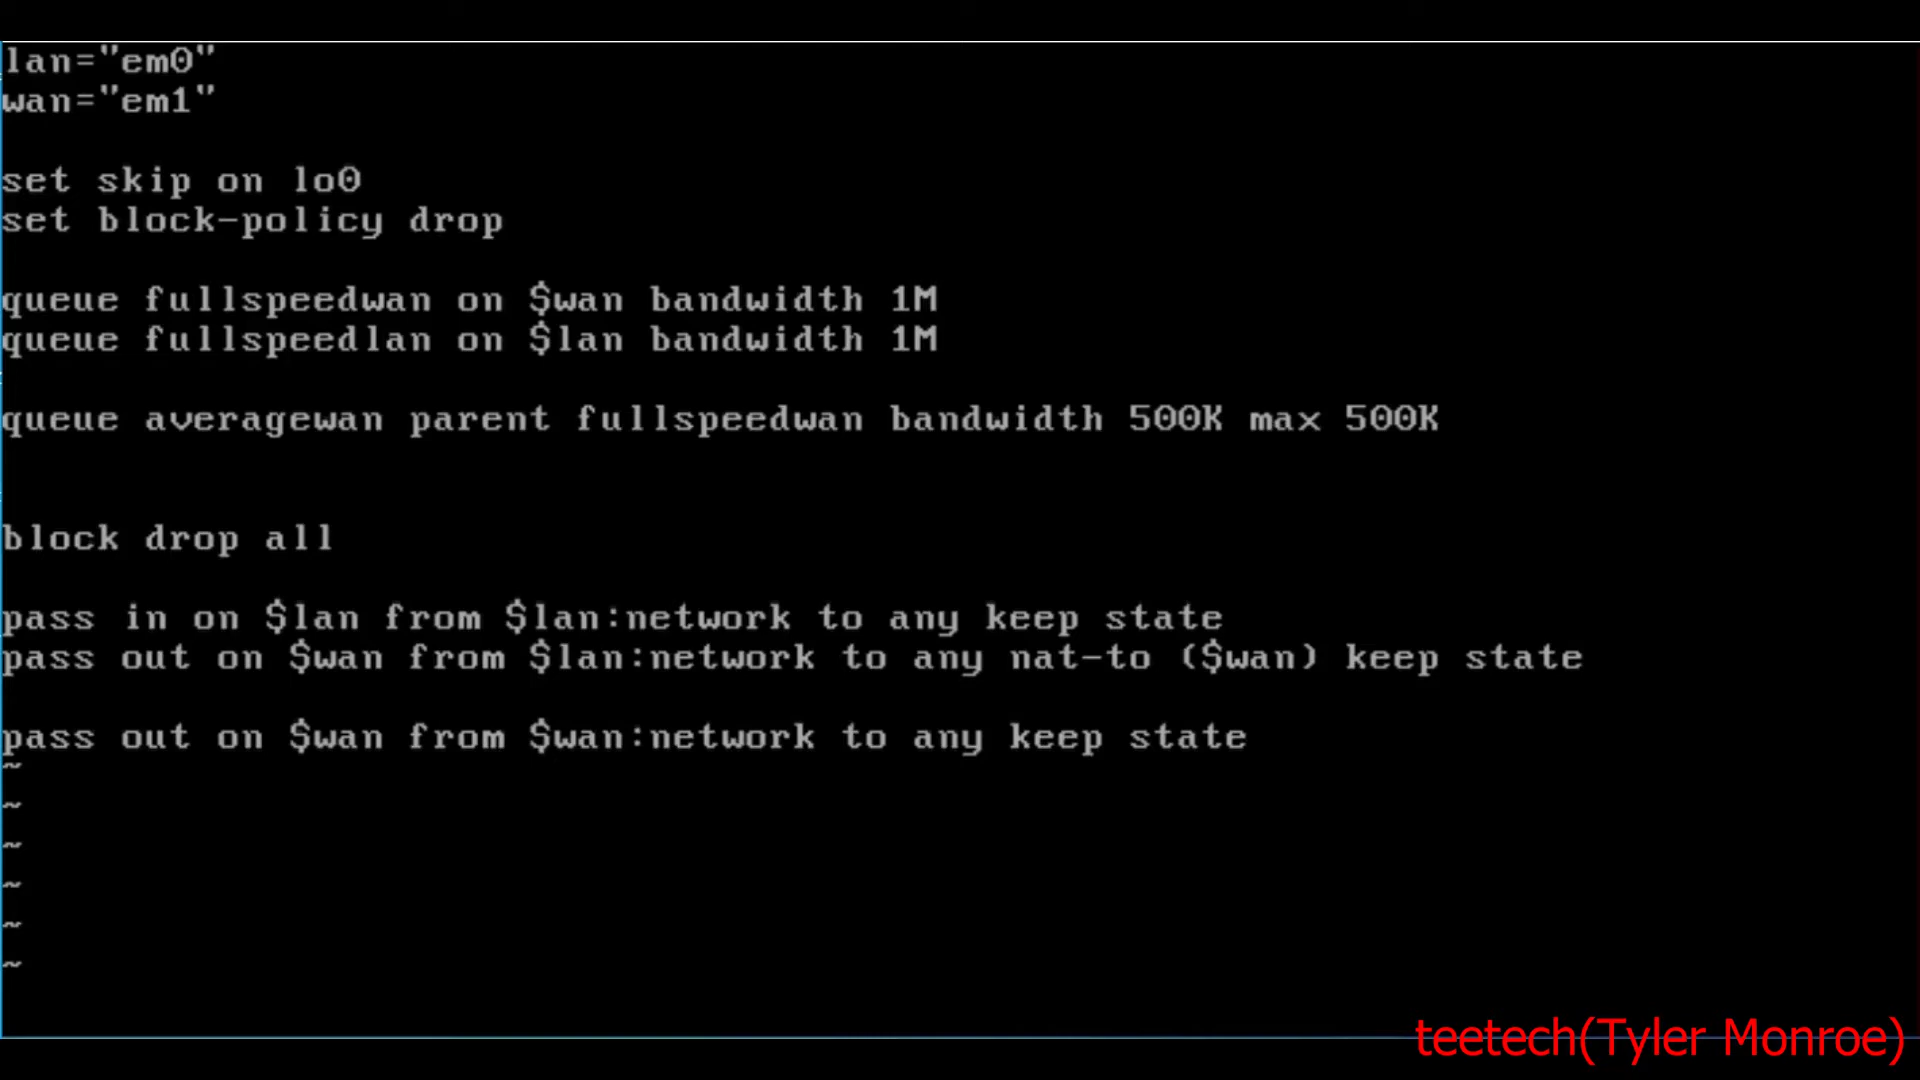 lan="em0"
wan="em1"
set skip on lo0
set block-policy drop
queue fullspeedwan on $wan bandwidth 1M
queue fullspeedlan on $lan bandwidth 1M
queue averagewan parent fullspeedwan bandwidth 500K max 500K
block drop all
pass in on $lan from $lan:network to any keep state
pass out on $wan from $lan:network to any nat-to ($wan) keep state
pass out on $wan from $wan:network to any keep state
~
~
~
~
~
~
teetech(Tyler Monroe)